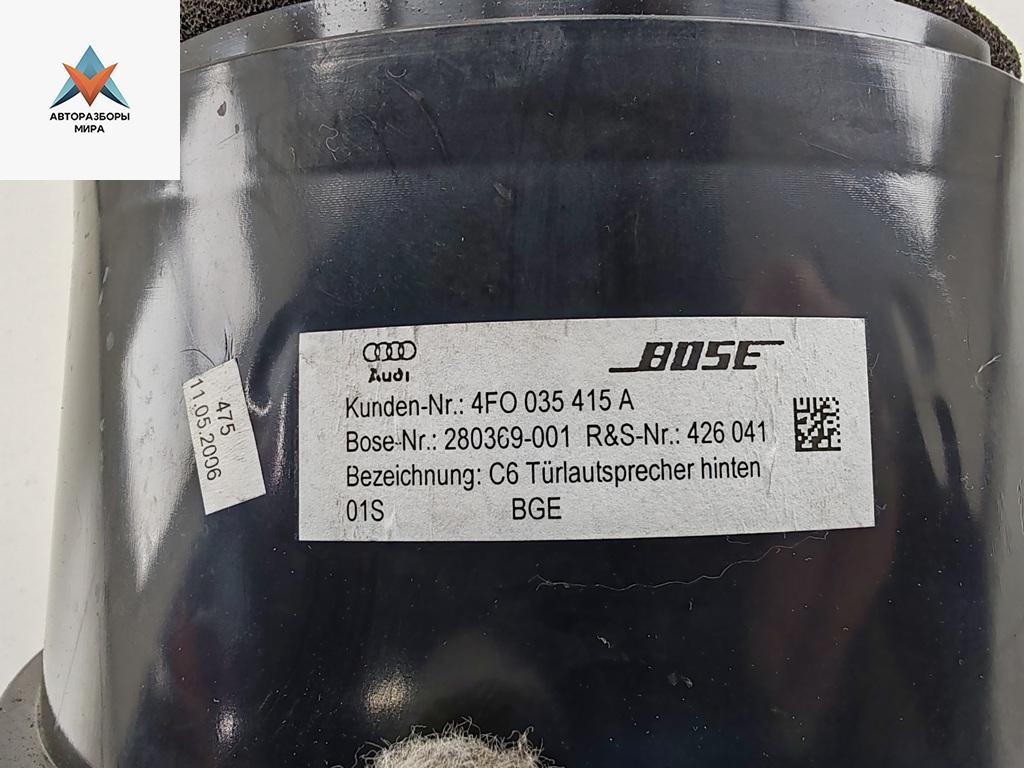 АВТОРАЗБОРЫ
МИРА
475
11.05.2006
Audi
BOSE
Kunden-Nr.: 4FO 035 415 A
Bose-Nr.: 280369-001 R&S-Nr.: 426 041
Bezeichnung: C6 Türlautsprecher hinten
01S BGE